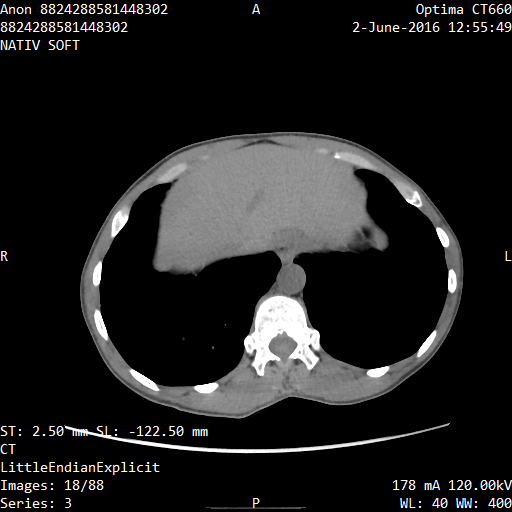 Anon 8824288581448302
A
Optima CT660
8824288581448302
2-June-2016 12:55:49
NATIV SOFT
R
L
ST: 2.50 mm SL: -122.50 mm
CT
LittleEndianExplicit
Images: 18/88
178 mA 120.00kV
Series: 3
P
WL: 40 WW: 400